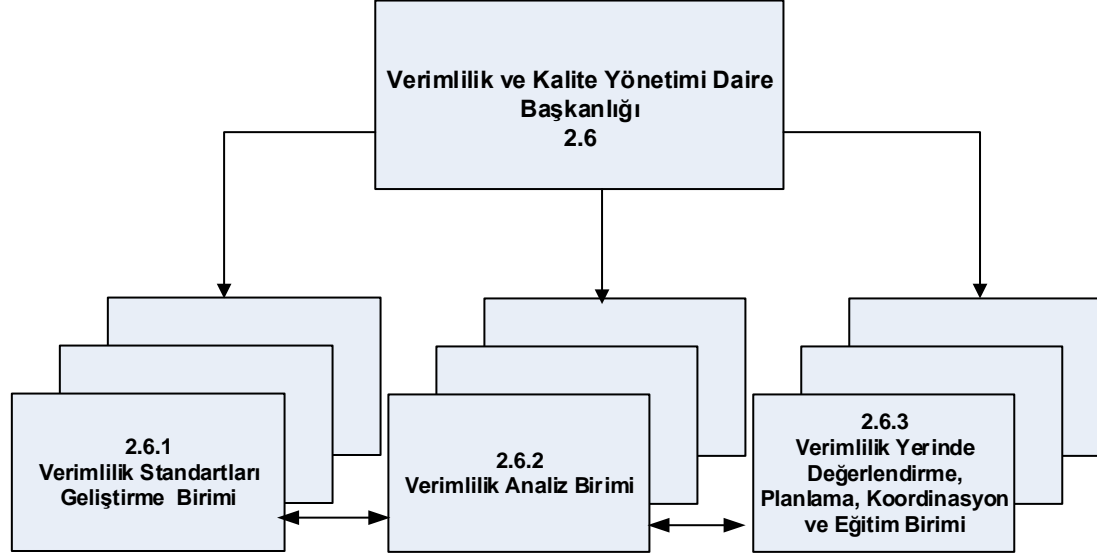 Verimlilik ve Kalite Yönetimi Daire
Başkanlığı
2.6
2.6.1
Verimlilik Standartları
Geliştirme Birimi
2.6.2
Verimlilik Analiz Birimi
2.6.3
Verimlilik Yerinde
Değerlendirme,
Planlama, Koordinasyon
ve Eğitim Birimi